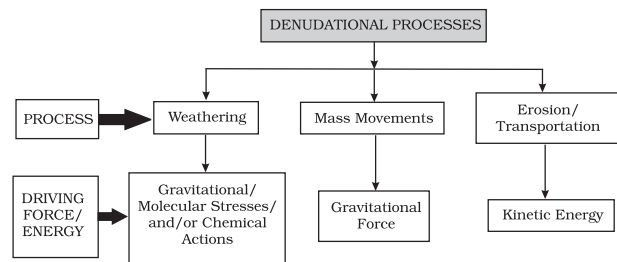 DENUDATIONAL PROCESSES
PROCESS
Weathering
Mass Movements
Erosion/
Transportation
DRIVING
FORCE/
ENERGY
Gravitational/
Molecular Stresses/
and/or Chemical
Actions
Gravitational
Force
Kinetic Energy